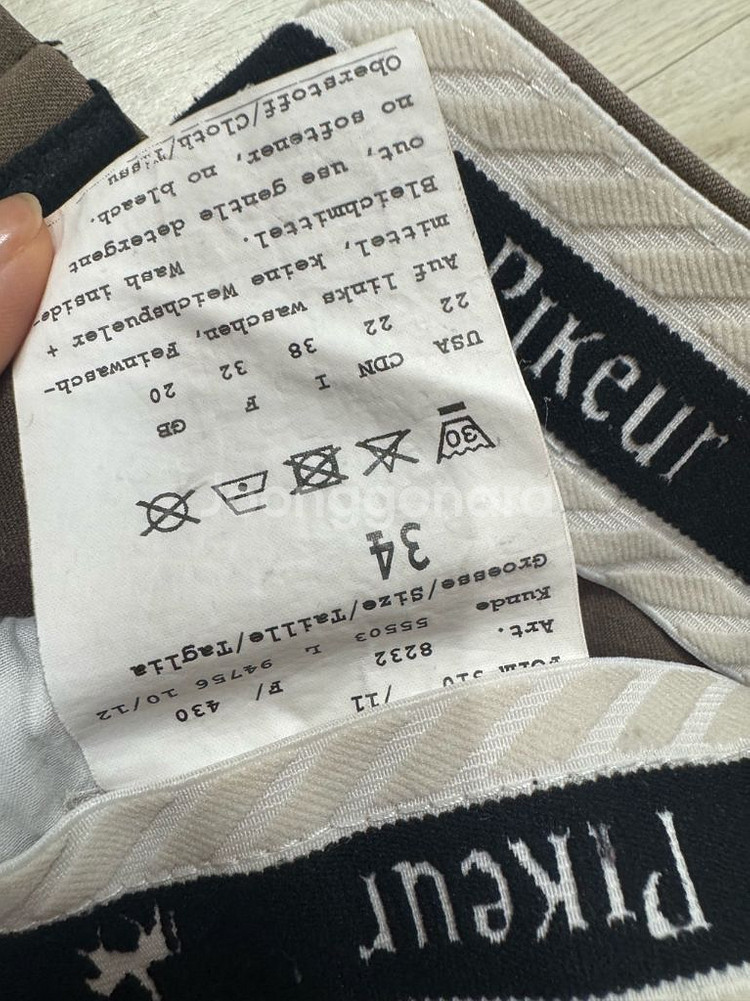 Art. 8232 /11 F/ 430
Kunde 55503 L 94756 10/12
Groesse/Size/Taille/Taglia
34
30
USA CDN I F GB
22 22 38 32 20
Auf links waschen, Feinwasch-
mittel, keine Weichspueler +
Bleichmittel. Wash inside-
out, use gentle detergent
no softener, no bleach.
Oberstoff/Cloth/Tissu
Pikeur
Pikeur